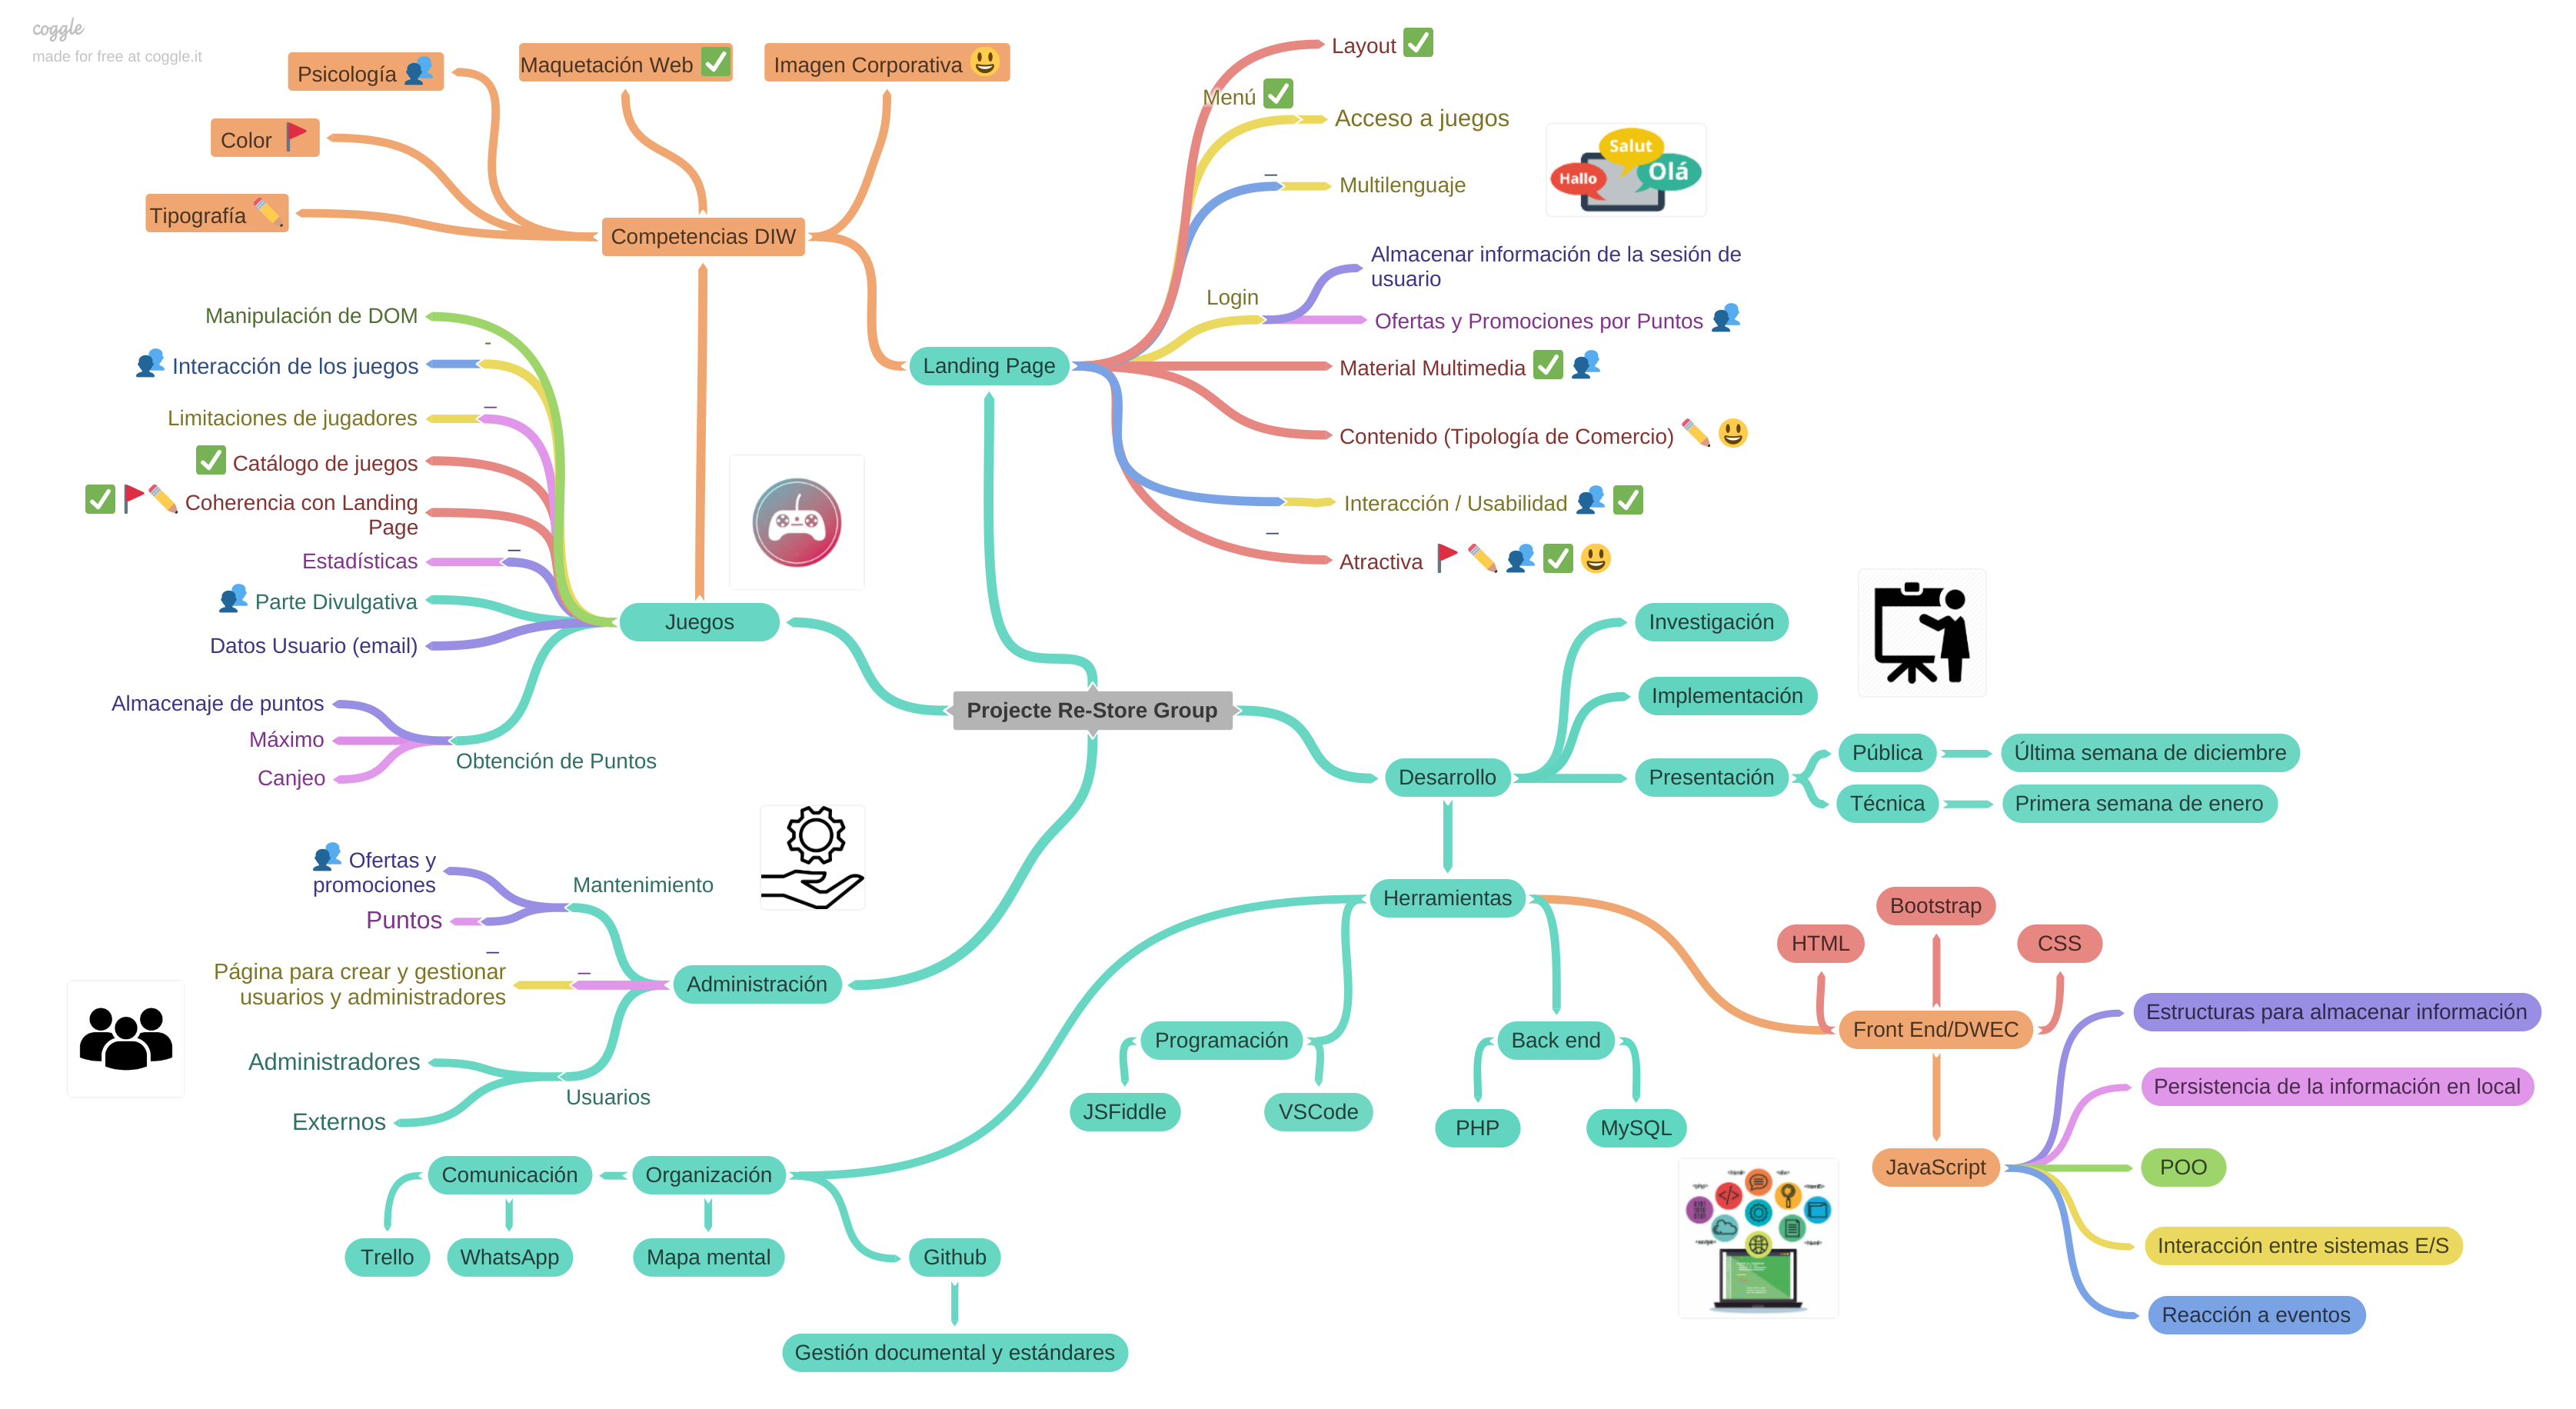 coggle
made for free at coggle.it
Psicología
Maquetación Web
Imagen Corporativa
Color
Tipografía
Competencias DIW
Layout
Menú
Acceso a juegos
Multilenguaje
Salut
Hallo
Olá
Login
Almacenar información de la sesión de
usuario
Ofertas y Promociones por Puntos
Landing Page
Material Multimedia
Contenido (Tipología de Comercio)
Interacción / Usabilidad
Atractiva
Manipulación de DOM
-
Interacción de los juegos
Limitaciones de jugadores
Catálogo de juegos
Coherencia con Landing
Page
Estadísticas
Parte Divulgativa
Datos Usuario (email)
Juegos
Almacenaje de puntos
Máximo
Canjeo
Obtención de Puntos
Projecte Re-Store Group
Investigación
Implementación
Desarrollo
Presentación
Pública
Última semana de diciembre
Técnica
Primera semana de enero
Ofertas y
promociones
Mantenimiento
Puntos
Página para crear y gestionar
usuarios y administradores
Administración
Administradores
Usuarios
Externos
Herramientas
Programación
JSFiddle
VSCode
Back end
PHP
MySQL
Bootstrap
HTML
CSS
Front End/DWEC
JavaScript
Estructuras para almacenar información
Persistencia de la información en local
POO
Interacción entre sistemas E/S
Reacción a eventos
Comunicación
Organización
Trello
WhatsApp
Mapa mental
Github
Gestión documental y estándares